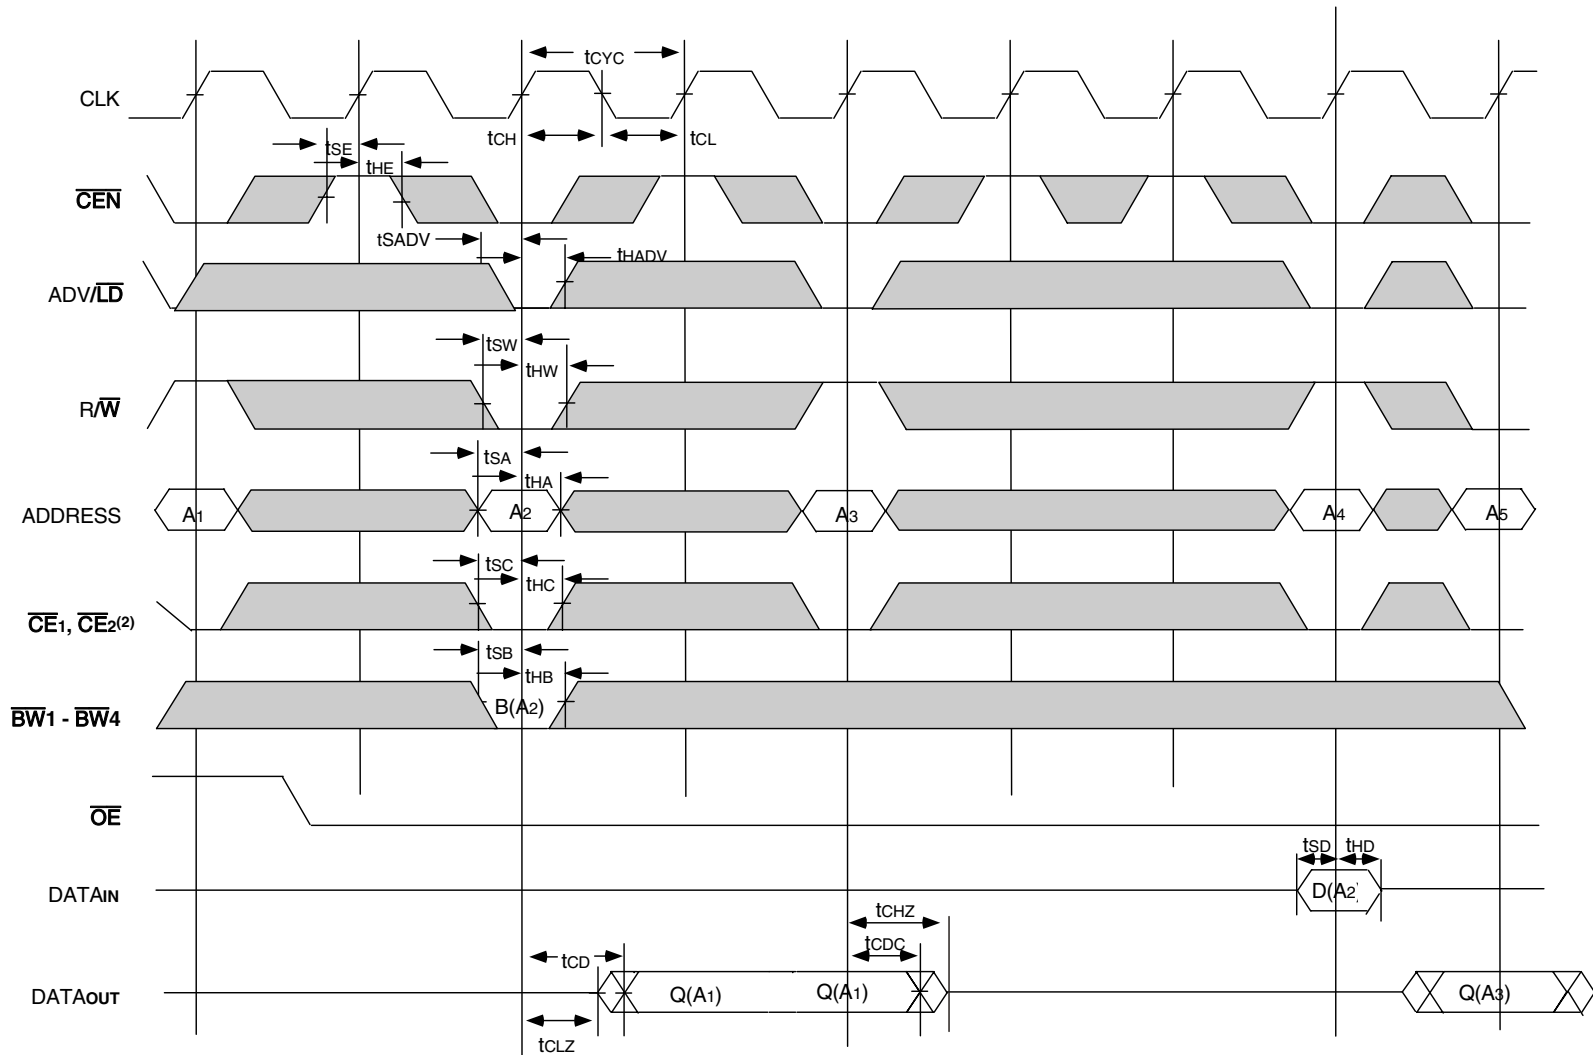 tCYC
CLK
tCH
tCL
tSE
tHE
CEN
tSADV
tHADV
ADV/LD
tSW
tHW
R/W
tSA
tHA
ADDRESS
A1
A2
A3
A4
A5
tSC
tHC
CE1, CE2(2)
tSB
tHB
B(A2)
BW1 - BW4
OE
tSD
tHD
DATAIN
D(A2)
tCHZ
tCDC
tCD
DATAOUT
Q(A1)
Q(A1)
Q(A3)
tCLZ